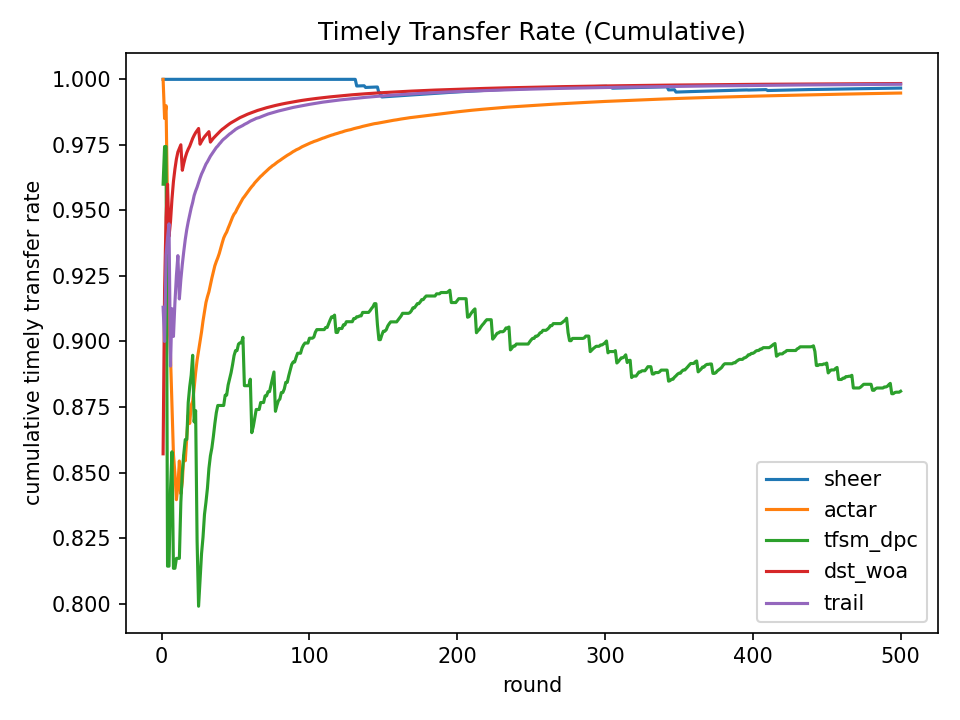 Timely Transfer Rate (Cumulative)
cumulative timely transfer rate
1.000
0.975
0.950
0.925
0.900
0.875
0.850
0.825
0.800
0 100 200 300 400 500
round
sheer
actar
tfsm_dpc
dst_woa
trail